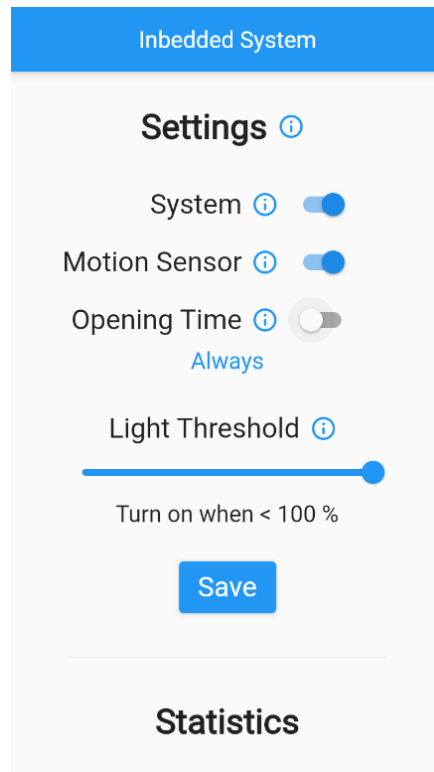 Inbedded System
Settings
System
Motion Sensor
Opening Time
Always
Light Threshold
Turn on when < 100 %
Save
Statistics